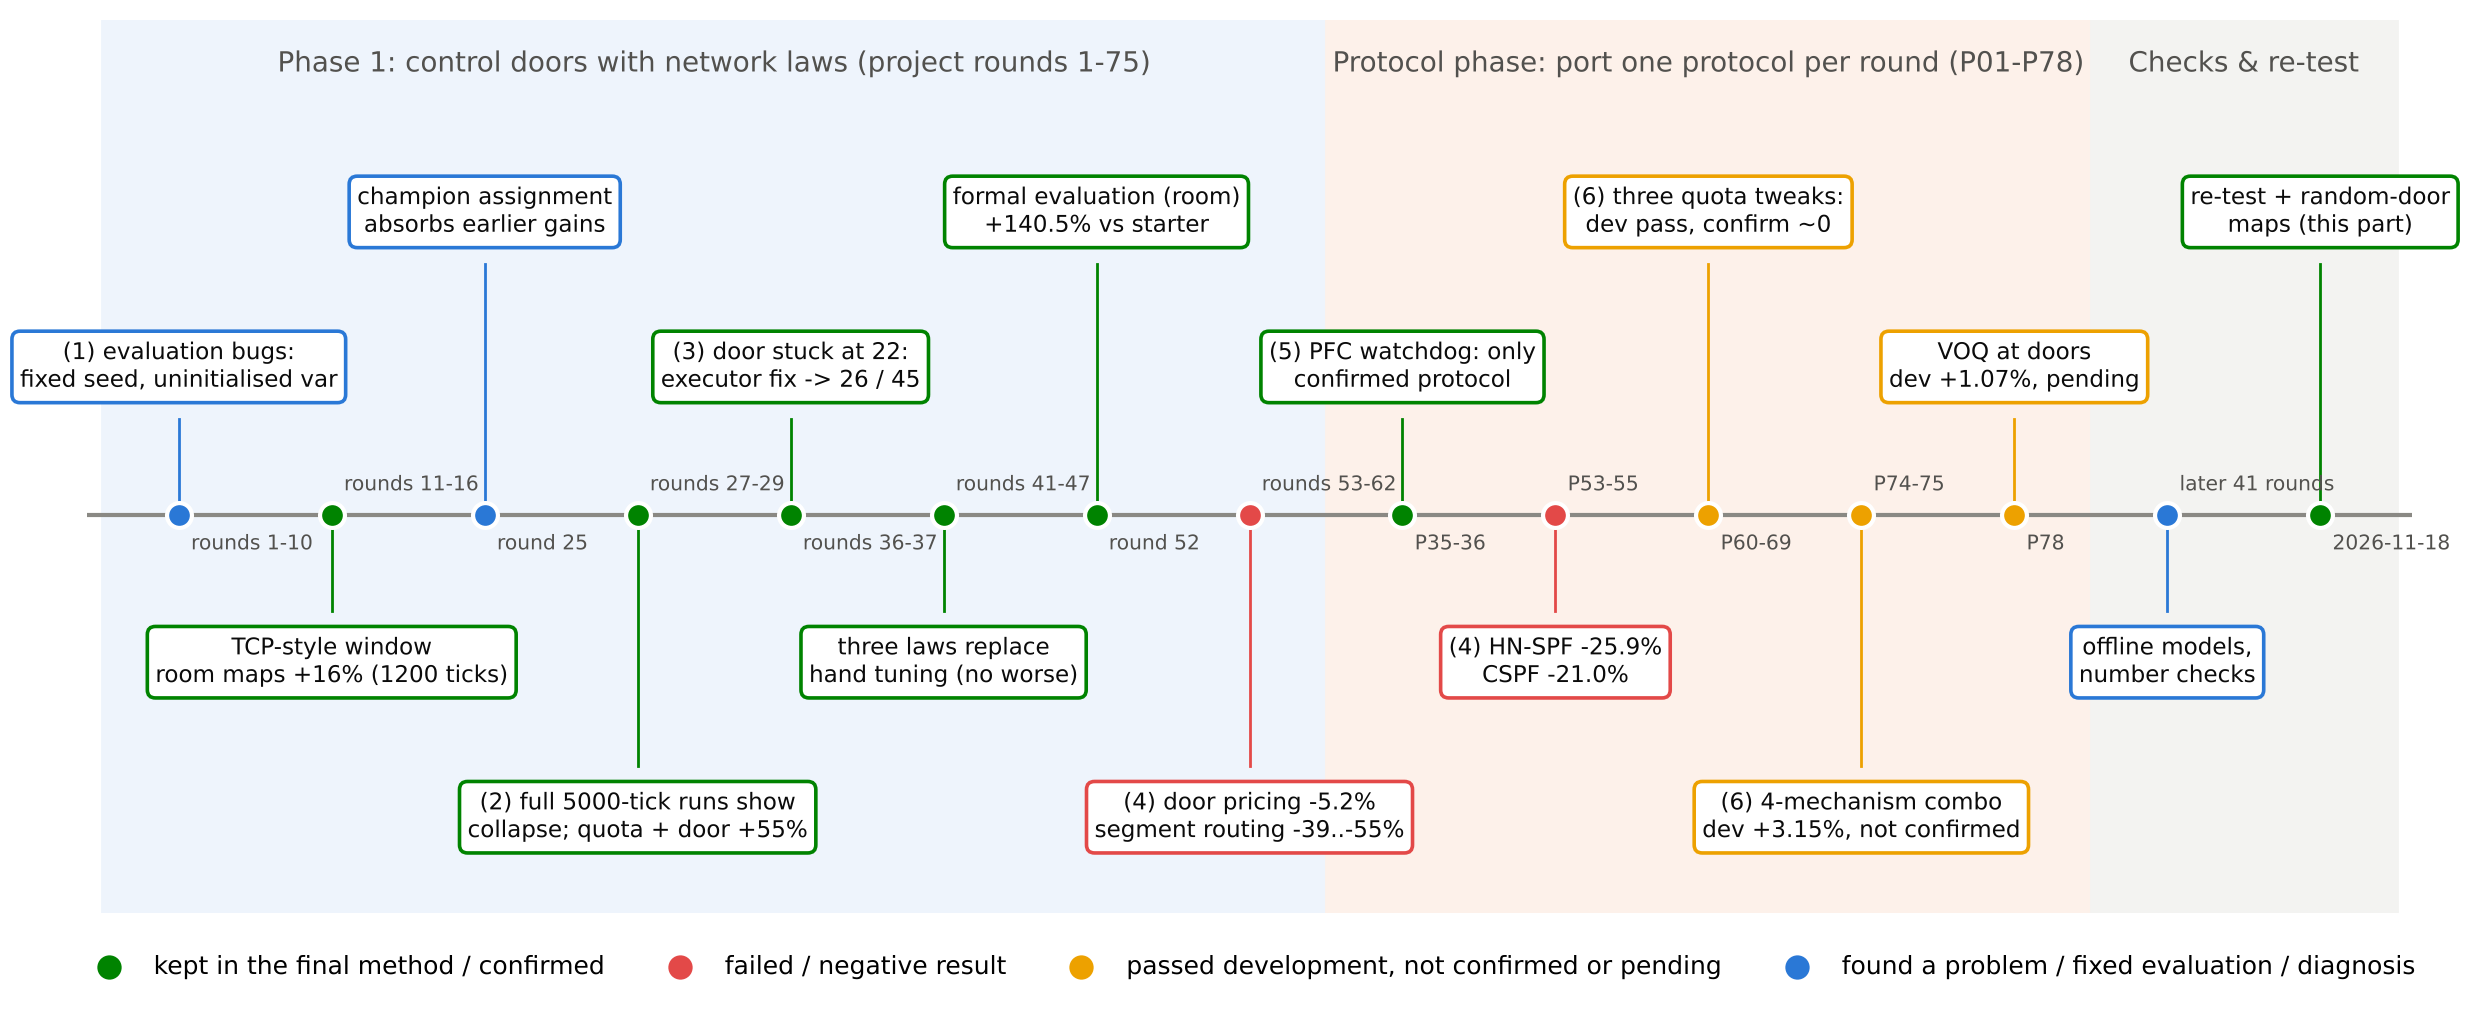 Phase 1: control doors with network laws (project rounds 1-75)
Protocol phase: port one protocol per round (P01-P78)
Checks & re-test
champion assignment
absorbs earlier gains
formal evaluation (room)
+140.5% vs starter
(6) three quota tweaks:
dev pass, confirm ~0
re-test + random-door
maps (this part)
(1) evaluation bugs:
fixed seed, uninitialised var
(3) door stuck at 22:
executor fix -> 26 / 45
(5) PFC watchdog: only
confirmed protocol
VOQ at doors
dev +1.07%, pending
rounds 11-16
rounds 27-29
rounds 41-47
rounds 53-62
P53-55
P74-75
later 41 rounds
rounds 1-10
round 25
rounds 36-37
round 52
P35-36
P60-69
P78
2026-11-18
TCP-style window
room maps +16% (1200 ticks)
three laws replace
hand tuning (no worse)
(4) HN-SPF -25.9%
CSPF -21.0%
offline models,
number checks
(2) full 5000-tick runs show
collapse; quota + door +55%
(4) door pricing -5.2%
segment routing -39..-55%
(6) 4-mechanism combo
dev +3.15%, not confirmed
kept in the final method / confirmed
failed / negative result
passed development, not confirmed or pending
found a problem / fixed evaluation / diagnosis